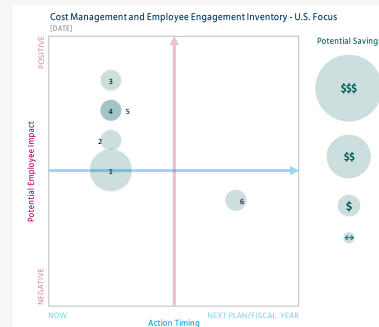 Cost Management and Employee Engagement Inventory - U.S. Focus
[DATE]
POSITIVE
Potential Employee Impact
NEGATIVE
3
4 5
2
1
6
NOW
NEXT PLAN/FISCAL YEAR
Action Timing
Potential Saving
$$$
$$
$